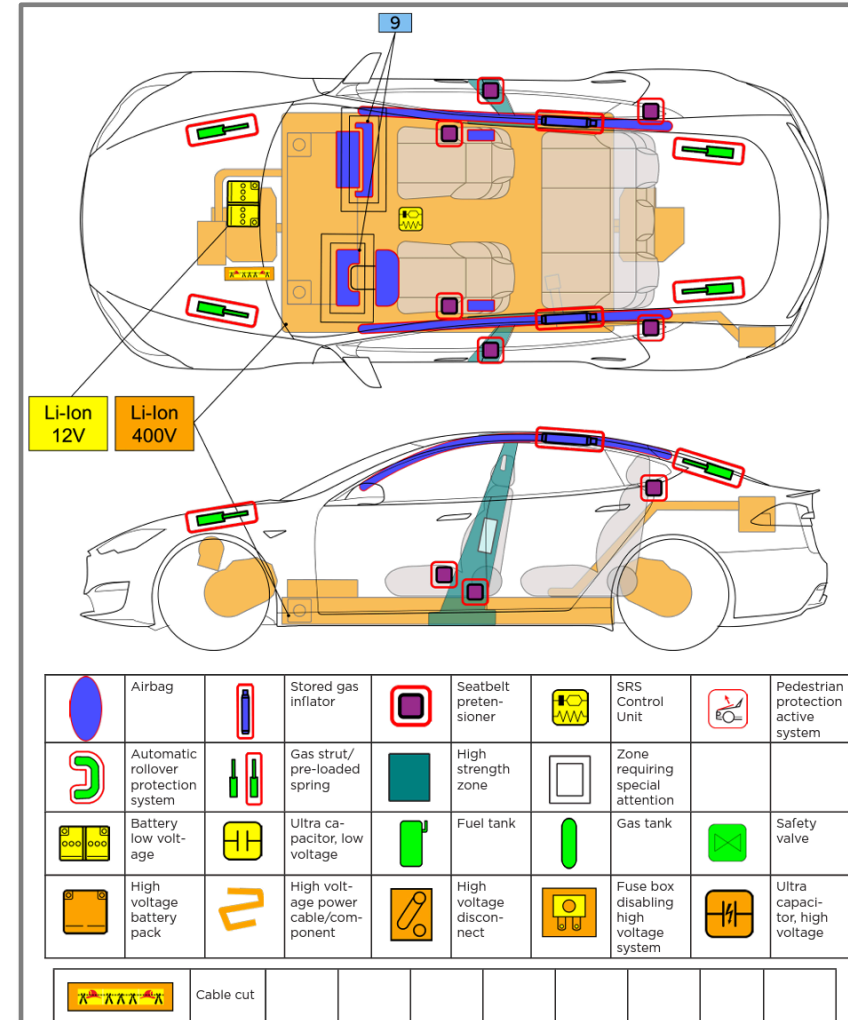 9
Li-Ion
12V
Li-Ion
400V
Airbag
Stored gas
inflator
Seatbelt
preten-
sioner
SRS
Control
Unit
Pedestrian
protection
active
system
Automatic
rollover
protection
system
Gas strut/
pre-loaded
spring
High
strength
zone
Zone
requiring
special
attention
Battery
low volt-
age
Ultra ca-
pacitor, low
voltage
Fuel tank
Gas tank
Safety
valve
High
voltage
battery
pack
High volt-
age power
cable/com-
ponent
High
voltage
discon-
nect
Fuse box
disabling
high
voltage
system
Ultra
capaci-
tor, high
voltage
Cable cut